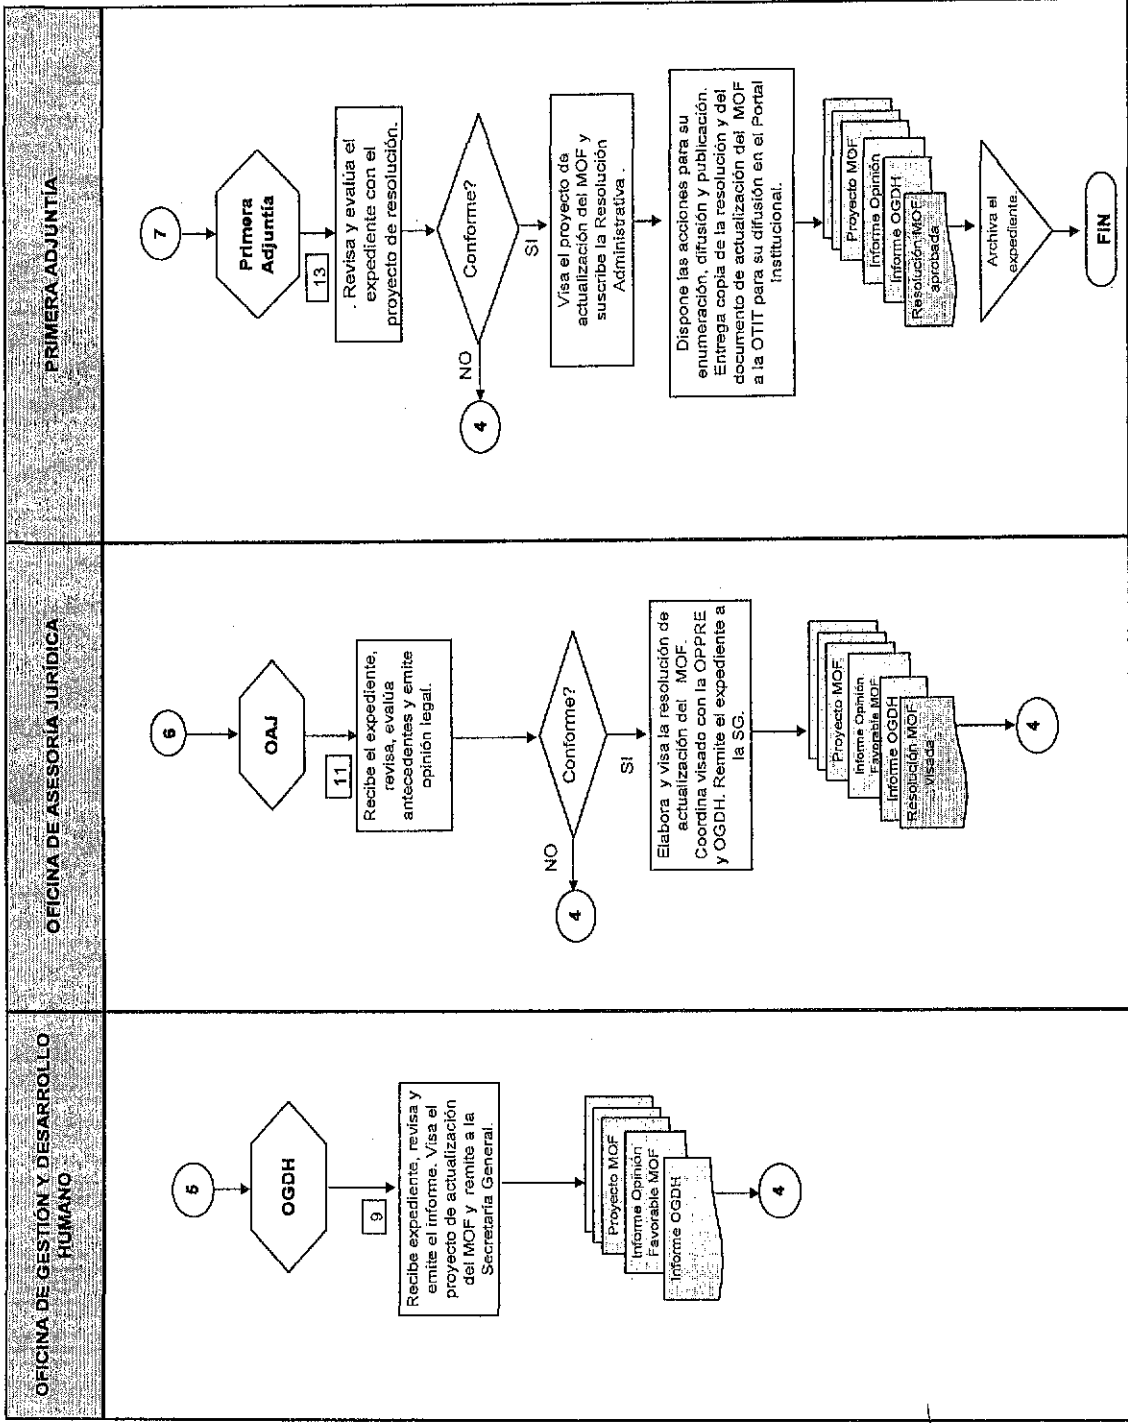 OFICINA DE GESTION Y DESARROLLO
HUMANO
5
OGDH
9
Recibe expediente, revisa y
emite el informe. Visa el
proyecto de actualización
del MOF y remite a la
Secretaría General.
Proyecto MOF
Informe Opinión
Favorable MOF
Informe OGDH
4
OFICINA DE ASESORÍA JURÍDICA
6
OAJ
11
Recibe el expediente,
revisa, evalúa
antecedentes y emite
opinión legal.
Conforme?
NO
4
SI
Elabora y visa la resolución de
actualización del MOF.
Coordina visado con la OPPRE
y OGDH. Remite el expediente a
la SG.
Proyecto MOF
Informe Opinión
Favorable MOF
Informe OGDH
Resolución MOF
visada
4
PRIMERA ADJUNTÍA
7
Primera
Adjuntía
13
. Revisa y evalúa el
expediente con el
proyecto de resolución.
Conforme?
NO
4
SI
Visa el proyecto de
actualización del MOF y
suscribe la Resolución
Administrativa .
Dispone las acciones para su
enumeración, difusión y publicación.
Entrega copia de la resolución y del
documento de actualización del MOF
a la OTIT para su difusión en el Portal
Institucional.
Proyecto MOF
Informe Opinión
Informe OGDH
Resolución MOF
aprobada
Archiva el
expediente.
FIN